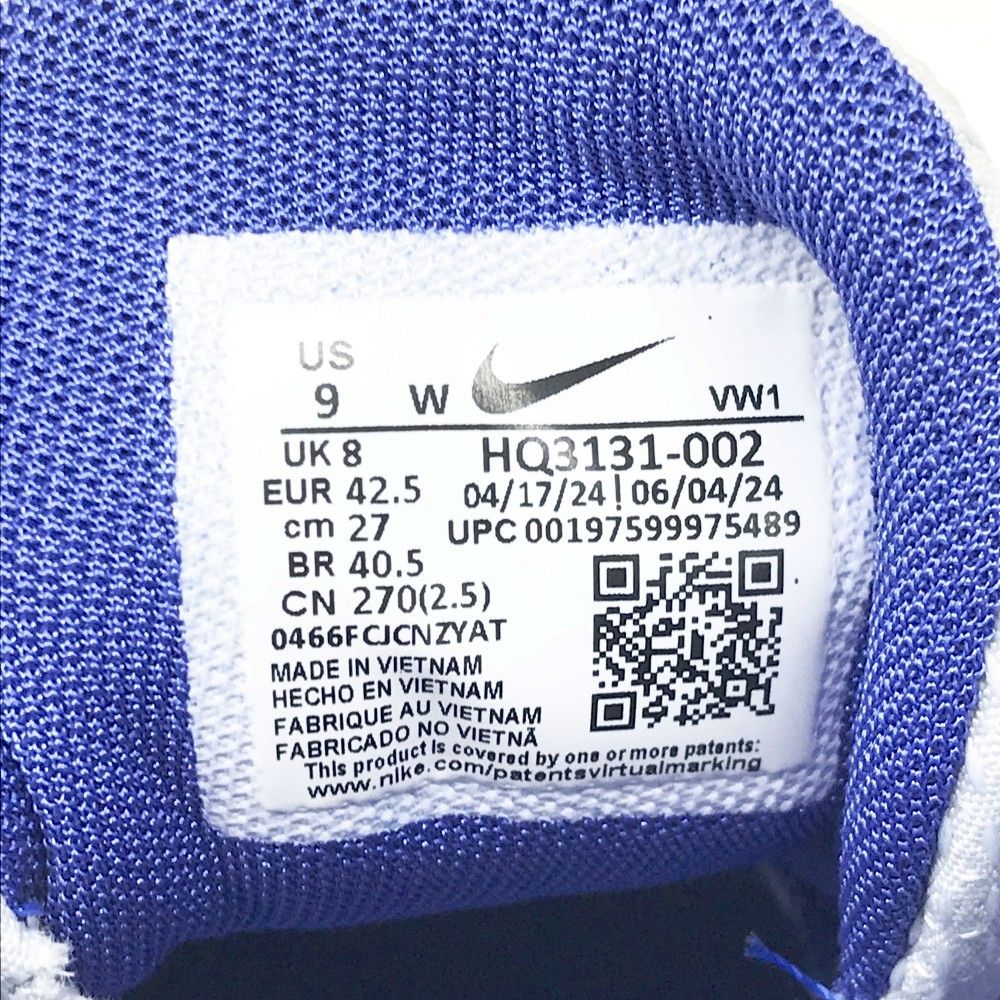 US
9 W VW1
UK 8 HQ3131-002
EUR 42.5 04/17/24 | 06/04/24
cm 27 UPC 00197599975489
BR 40.5
CN 270(2.5)
0466FCJCNZYAT
MADE IN VIETNAM
HECHO EN VIETNAM
FABRIQUE AU VIETNAM
FABRICADO NO VIETNÃ
This product is covered by one or more patents:
www.nike.com/patentsvirtualmarking